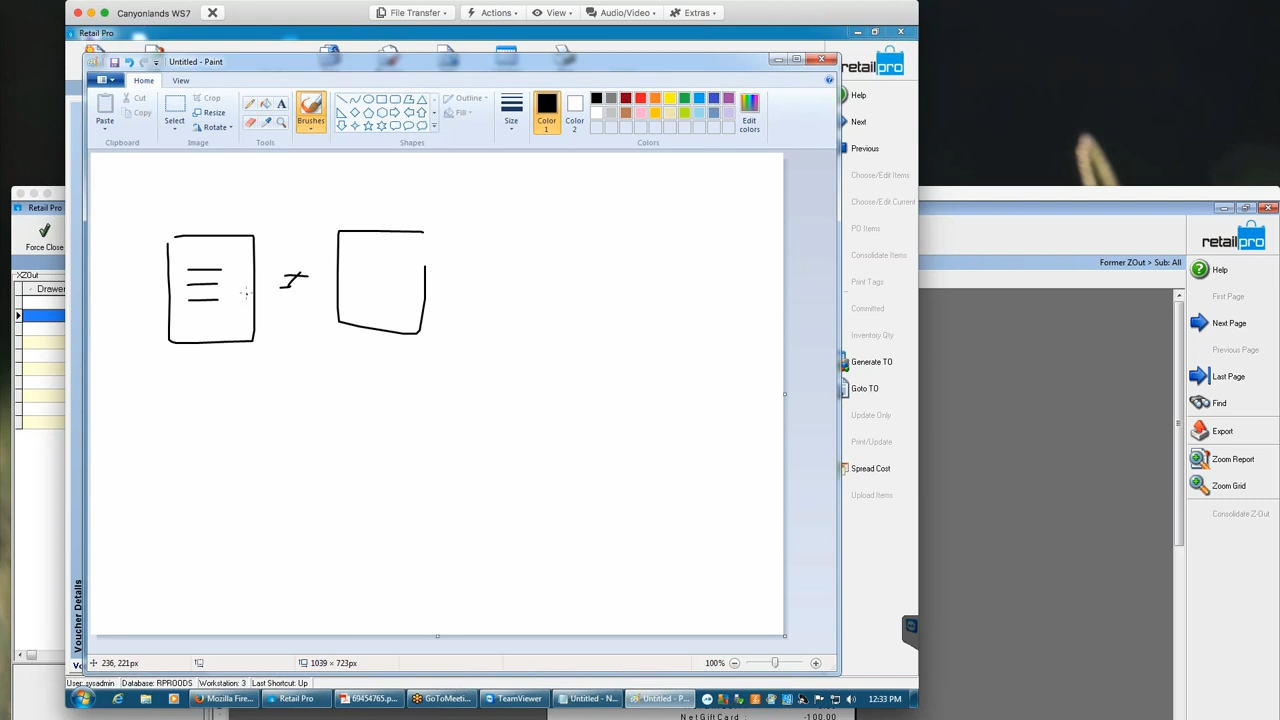 Canyonlands WS7
File Transfer
Actions
View
Audio/Video
Extras
Retail Pro
Untitled - Paint
retailpro
Home
View
Paste
Cut
Copy
Clipboard
Select
Crop
Resize
Rotate
Image
Tools
Brushes
Shapes
Outline
Fill
Size
Color 1
Color 2
Colors
Edit colors
Help
Next
Previous
Choose/Edit Items
Choose/Edit Current
PO Items
Consolidate Items
Print Tags
Committed
Inventory Qty
Generate TO
Goto TO
Update Only
Print/Update
Spread Cost
Upload Items
Retail Pro
Force Close
XZOut
Drawer
retailpro
Former ZOut > Sub: All
Help
First Page
Next Page
Previous Page
Last Page
Find
Export
Zoom Report
Zoom Grid
Consolidate Z-Out
Voucher Details
236, 221px
1039 × 723px
100%
User: sysadmin
Database: RPROODS
Workstation: 3
Last Shortcut: Up
Mozilla Fire...
Retail Pro
69454765.p...
GoToMeeti...
TeamViewer
Untitled - N...
Untitled - P...
12:33 PM
NetGiftCard :
-100.00